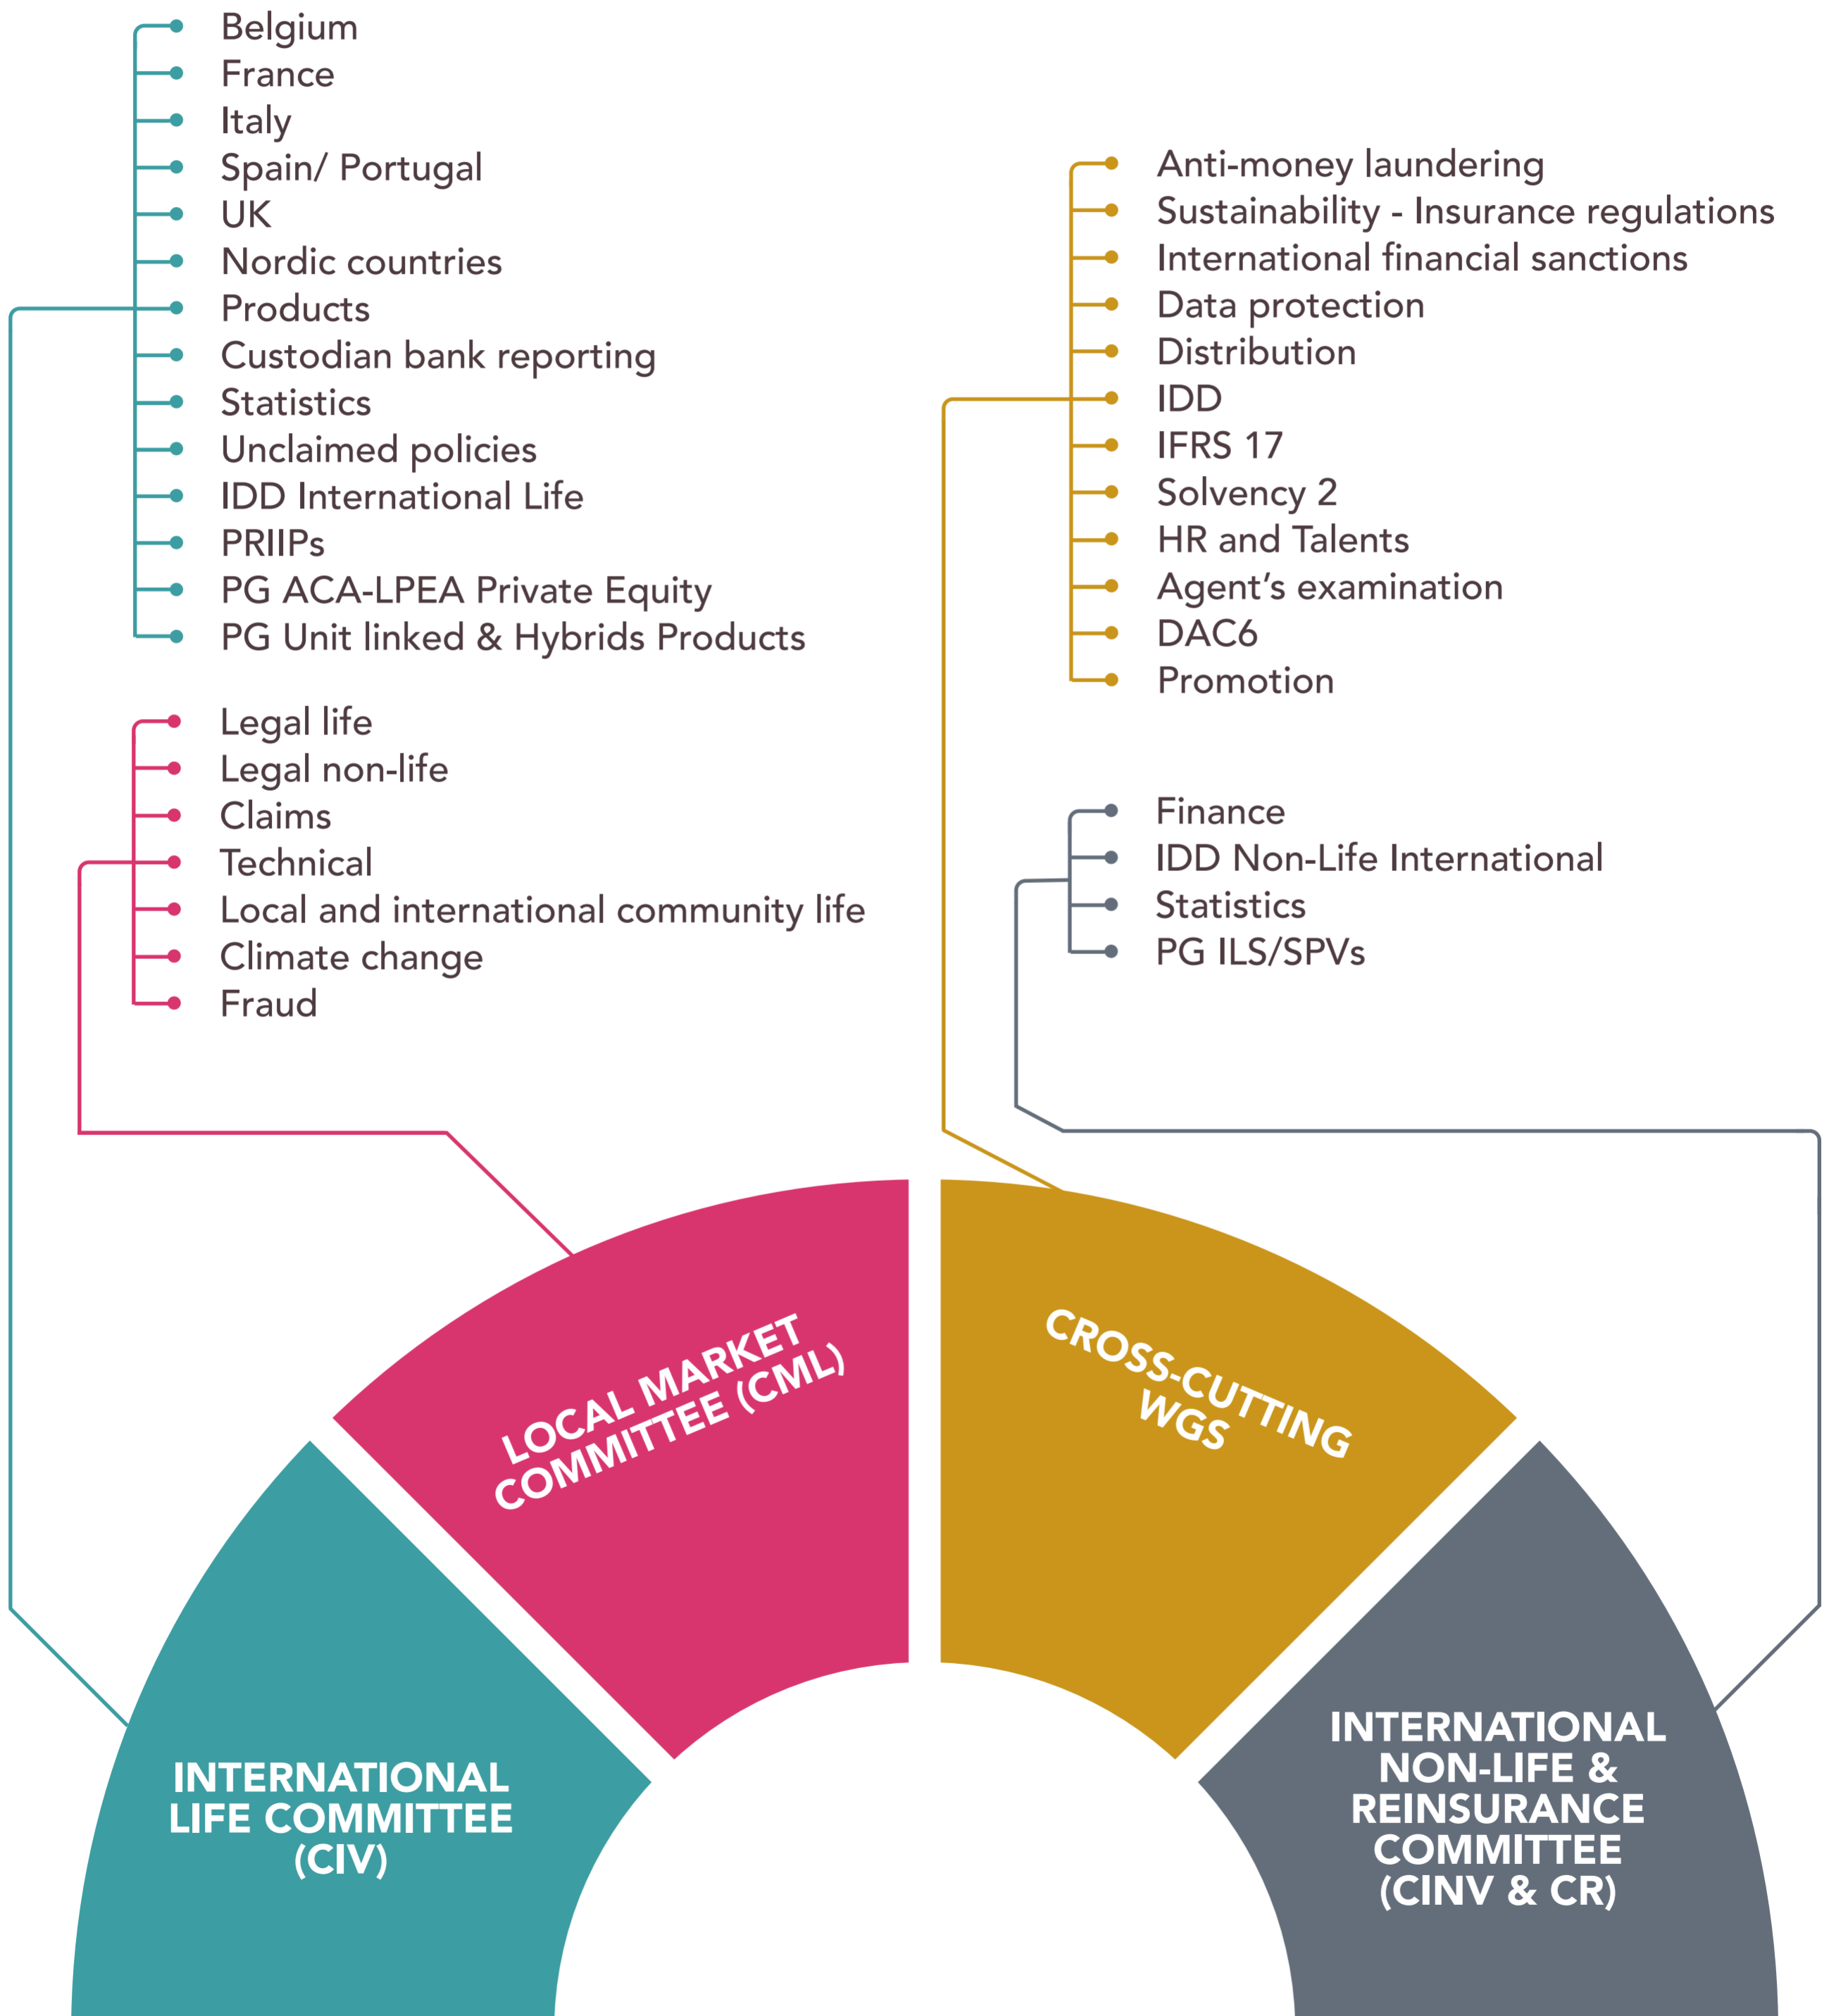 Belgium
France
Italy
Spain/ Portugal
UK
Nordic countries
Products
Custodian bank reporting
Statistics
Unclaimed policies
IDD International Life
PRIIPs
PG ACA-LPEA Private Equity
PG Unit linked & Hybrids Products
Legal life
Legal non-life
Claims
Technical
Local and international community life
Climate change
Fraud
Anti-money laundering
Sustainability - Insurance regulations
International financial sanctions
Data protection
Distribution
IDD
IFRS 17
Solvency 2
HR and Talents
Agent’s examination
DAC6
Promotion
Finance
IDD Non-Life International
Statistics
PG ILS/SPVs
LOCAL MARKET
COMMITTEE (CML)
CROSS-CUTTING
WGS
INTERNATIONAL
LIFE COMMITTEE
(CIV)
INTERNATIONAL
NON-LIFE &
REINSURANCE
COMMITTEE
(CINV & CR)